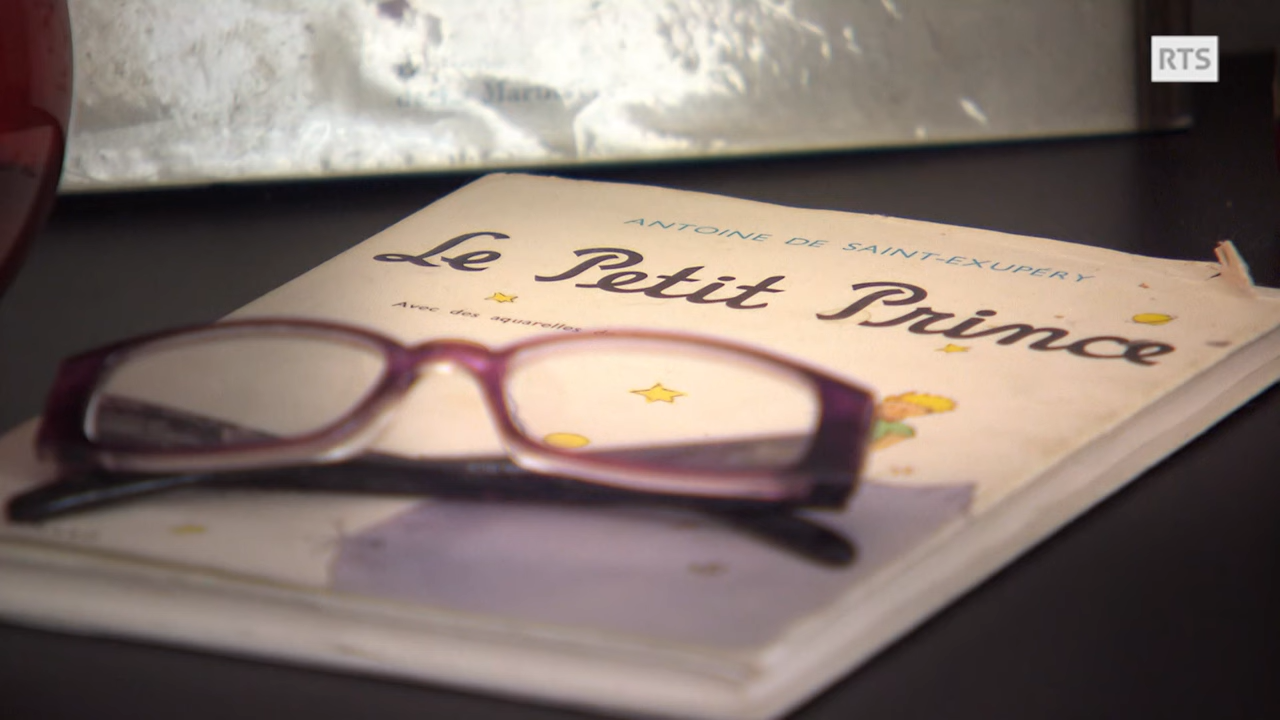 RTS
ANTOINE DE SAINT-EXUPÉRY
Le Petit Prince
Avec des aquarelles